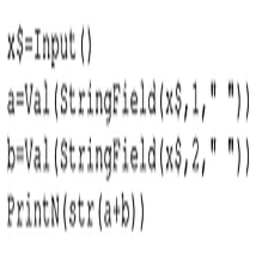 x$=Input()
a=Val(StringField(x$,1," "))
b=Val(StringField(x$,2," "))
PrintN(str(a+b))